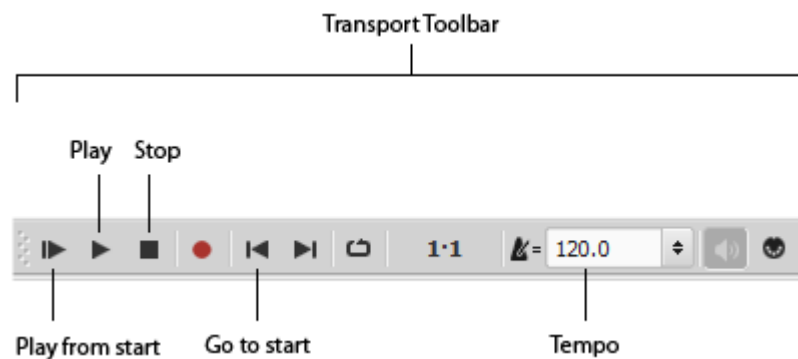 Transport Toolbar
Play Stop
1·1 = 120.0
Play from start Go to start Tempo